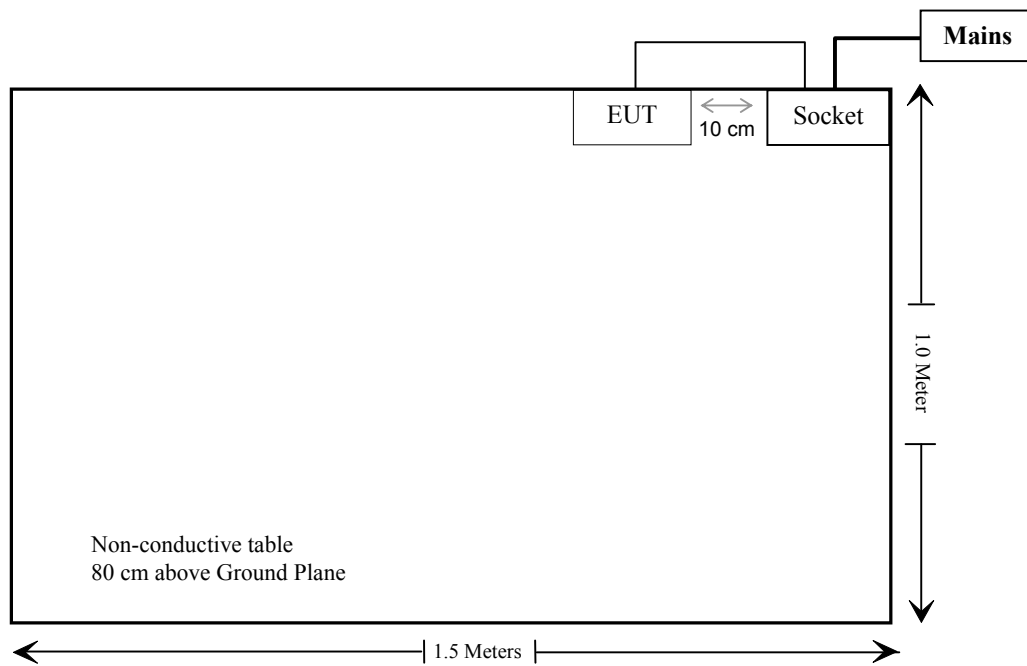 Mains
EUT
10 cm
Socket
1.0 Meter
Non-conductive table
80 cm above Ground Plane
1.5 Meters